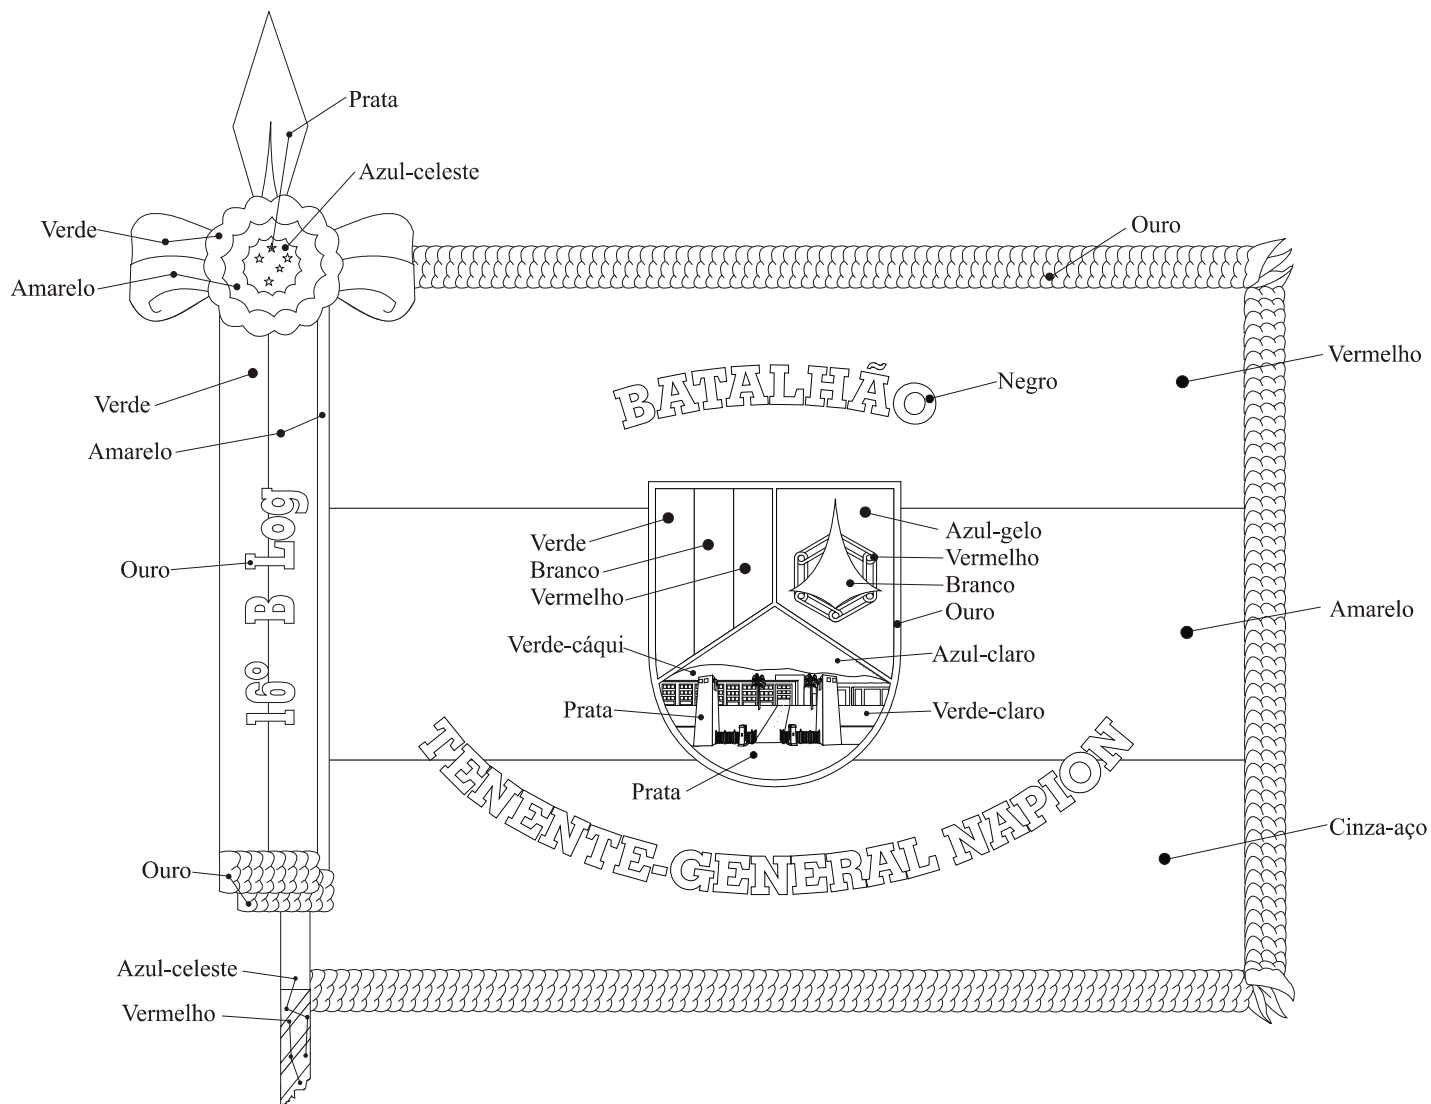 Prata
Azul-celeste
Verde
Amarelo
Ouro
Vermelho
BATALHÃO
Negro
Verde
Amarelo
16º B Log
Ouro
Verde
Branco
Vermelho
Azul-gelo
Vermelho
Branco
Ouro
Amarelo
Verde-cáqui
Azul-claro
Prata
Verde-claro
Prata
TENENTE-GENERAL NAPION
Cinza-aço
Ouro
Azul-celeste
Vermelho